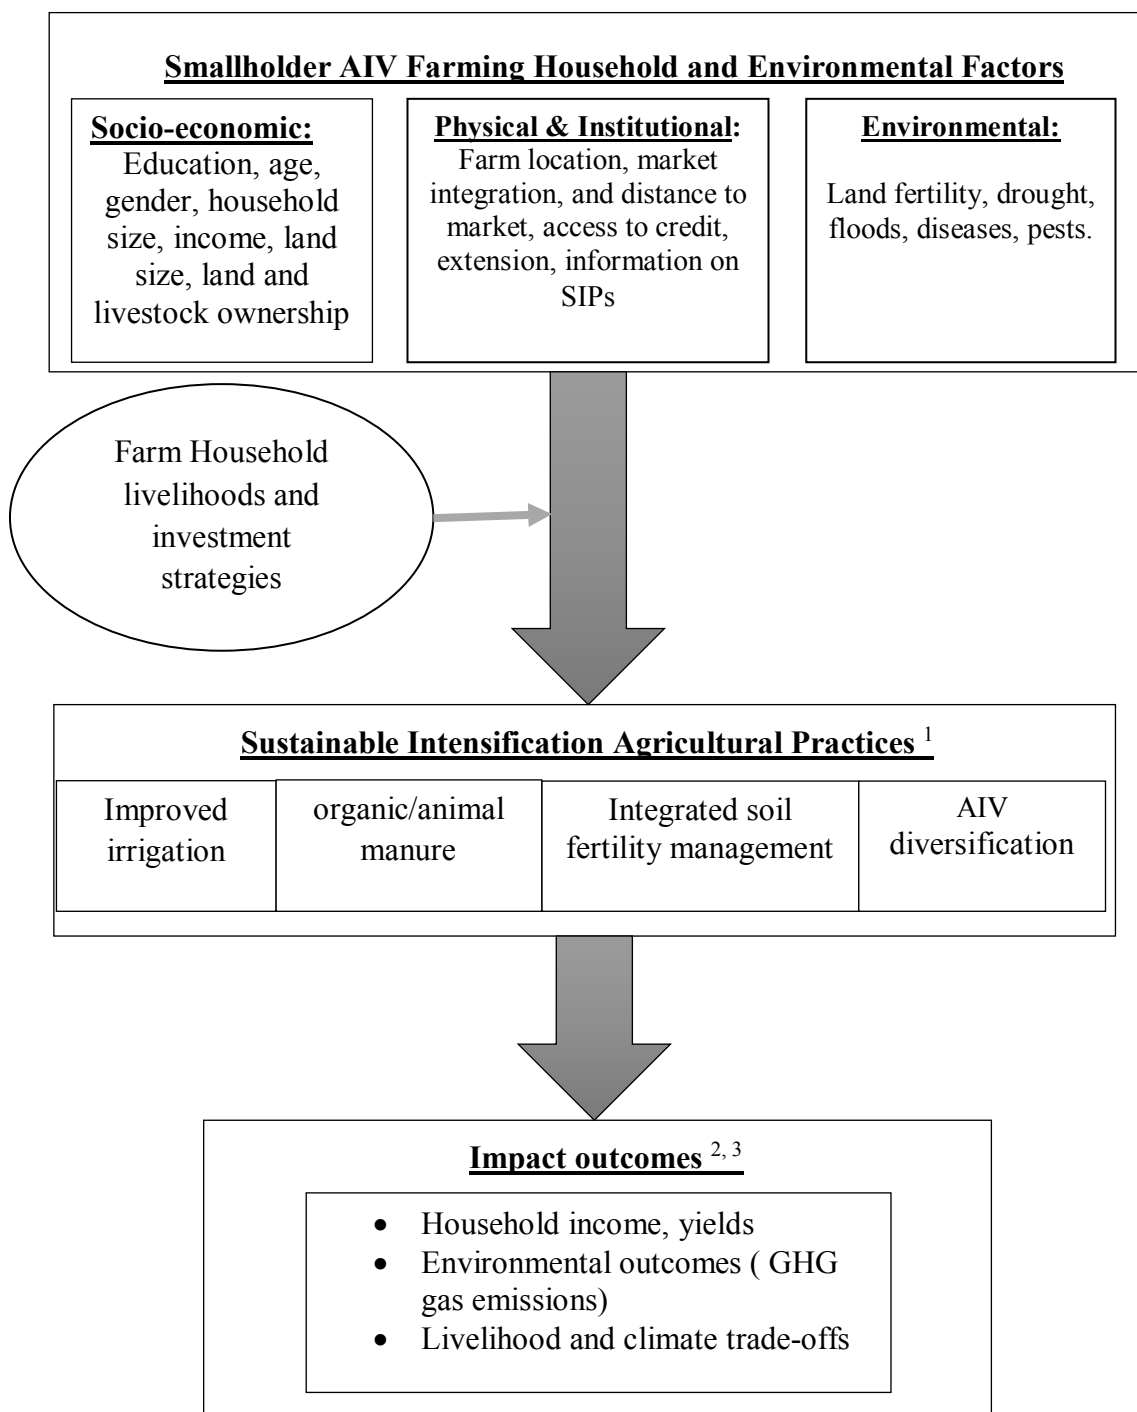 Smallholder AIV Farming Household and Environmental Factors
Socio-economic:
Education, age,
gender, household
size, income, land
size, land and
livestock ownership
Physical & Institutional:
Farm location, market
integration, and distance to
market, access to credit,
extension, information on
SIPs
Environmental:
Land fertility, drought,
floods, diseases, pests.
Farm Household
livelihoods and
investment
strategies
Sustainable Intensification Agricultural Practices 1
Improved
irrigation
organic/animal
manure
Integrated soil
fertility management
AIV
diversification
Impact outcomes 2, 3
• Household income, yields
• Environmental outcomes ( GHG
gas emissions)
• Livelihood and climate trade-offs